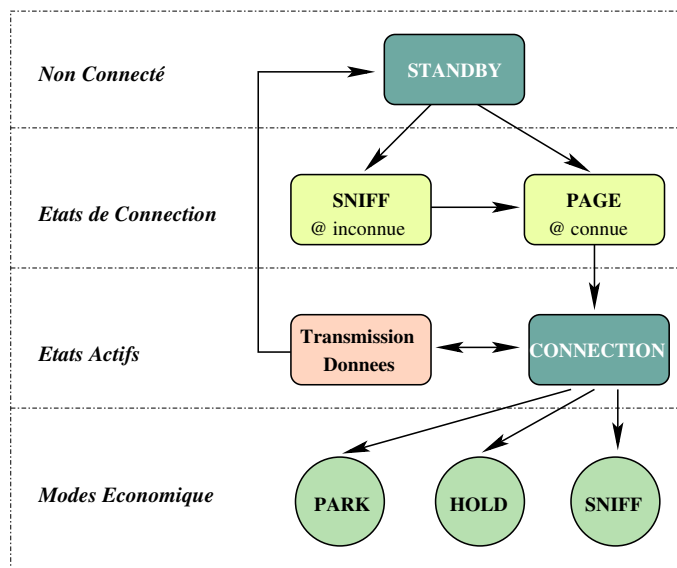 Non Connecté
STANDBY
Etats de Connection
SNIFF
@ inconnue
PAGE
@ connue
Etats Actifs
Transmission
Donnees
CONNECTION
Modes Economique
PARK
HOLD
SNIFF